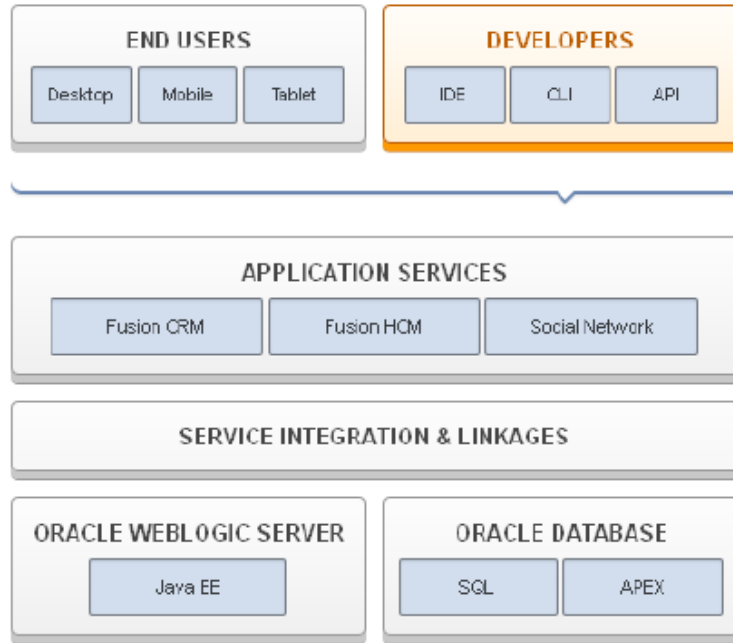 END USERS
Desktop Mobile Tablet
DEVELOPERS
IDE CLI API
APPLICATION SERVICES
Fusion CRM Fusion HCM Social Network
SERVICE INTEGRATION & LINKAGES
ORACLE WEBLOGIC SERVER
Java EE
ORACLE DATABASE
SQL APEX